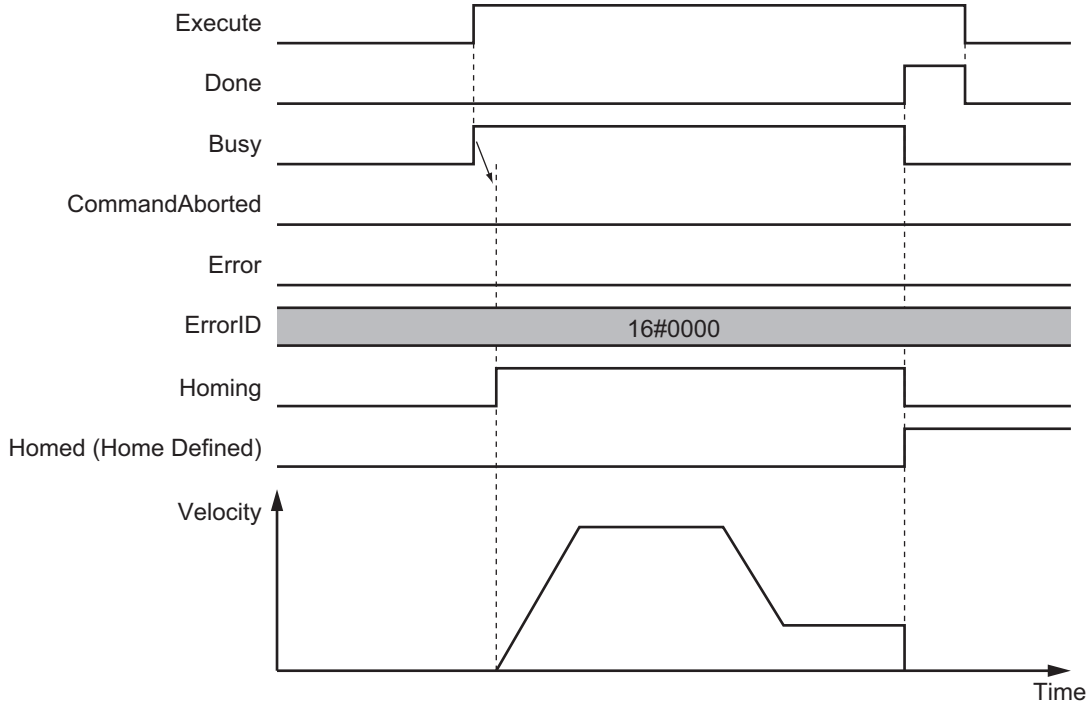 Execute
Done
Busy
CommandAborted
Error
ErrorID
16#0000
Homing
Homed (Home Defined)
Velocity
Time